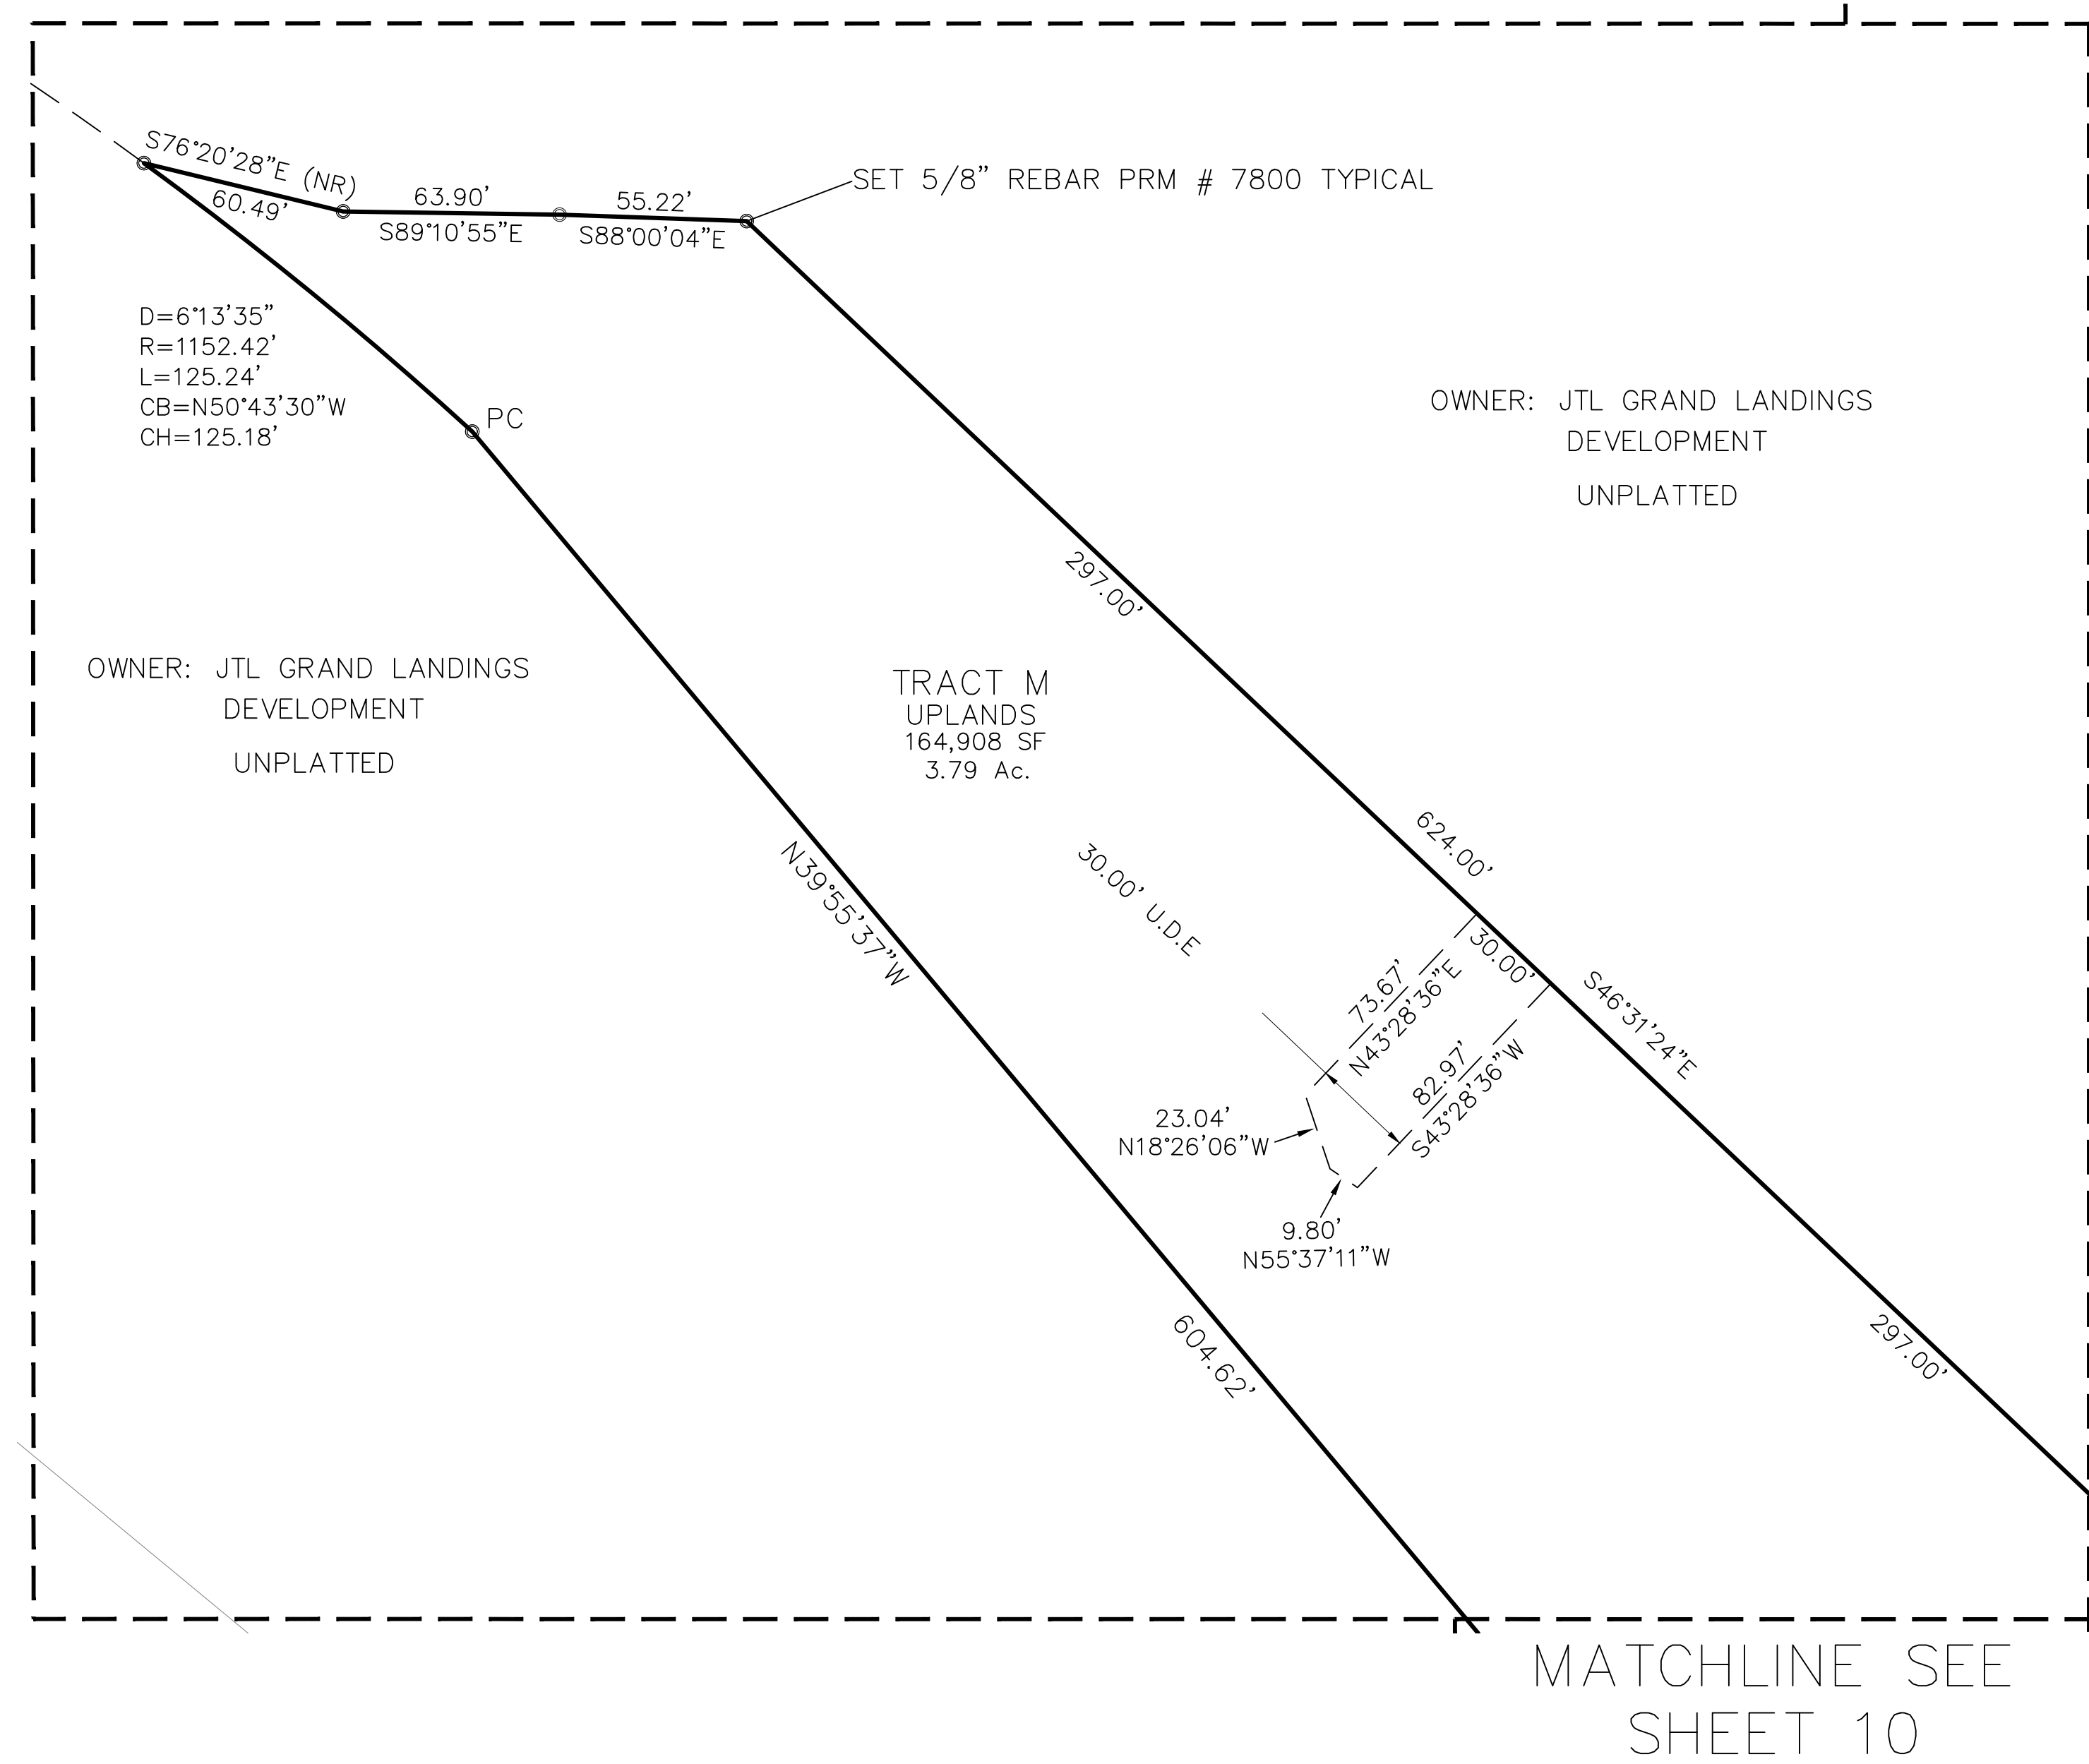 S76°20'28"E (NR)
60.49'
63.90'
S89°10'55"E
55.22'
S88°00'04"E
SET 5/8" REBAR PRM # 7800 TYPICAL
D=6°13'35"
R=1152.42'
L=125.24'
CB=N50°43'30"W
CH=125.18'
PC
OWNER: JTL GRAND LANDINGS
DEVELOPMENT
UNPLATTED
297.00'
OWNER: JTL GRAND LANDINGS
DEVELOPMENT
UNPLATTED
TRACT M
UPLANDS
164,908 SF
3.79 Ac.
624.00'
30.00' U.D.E
N39°55'37"W
30.00'
73.67'
N43°28'36"E
S46°31'24"E
82.97'
S43°28'36"W
23.04'
N18°26'06"W
9.80'
N55°37'11"W
604.62'
297.00'
MATCHLINE SEE
SHEET 10